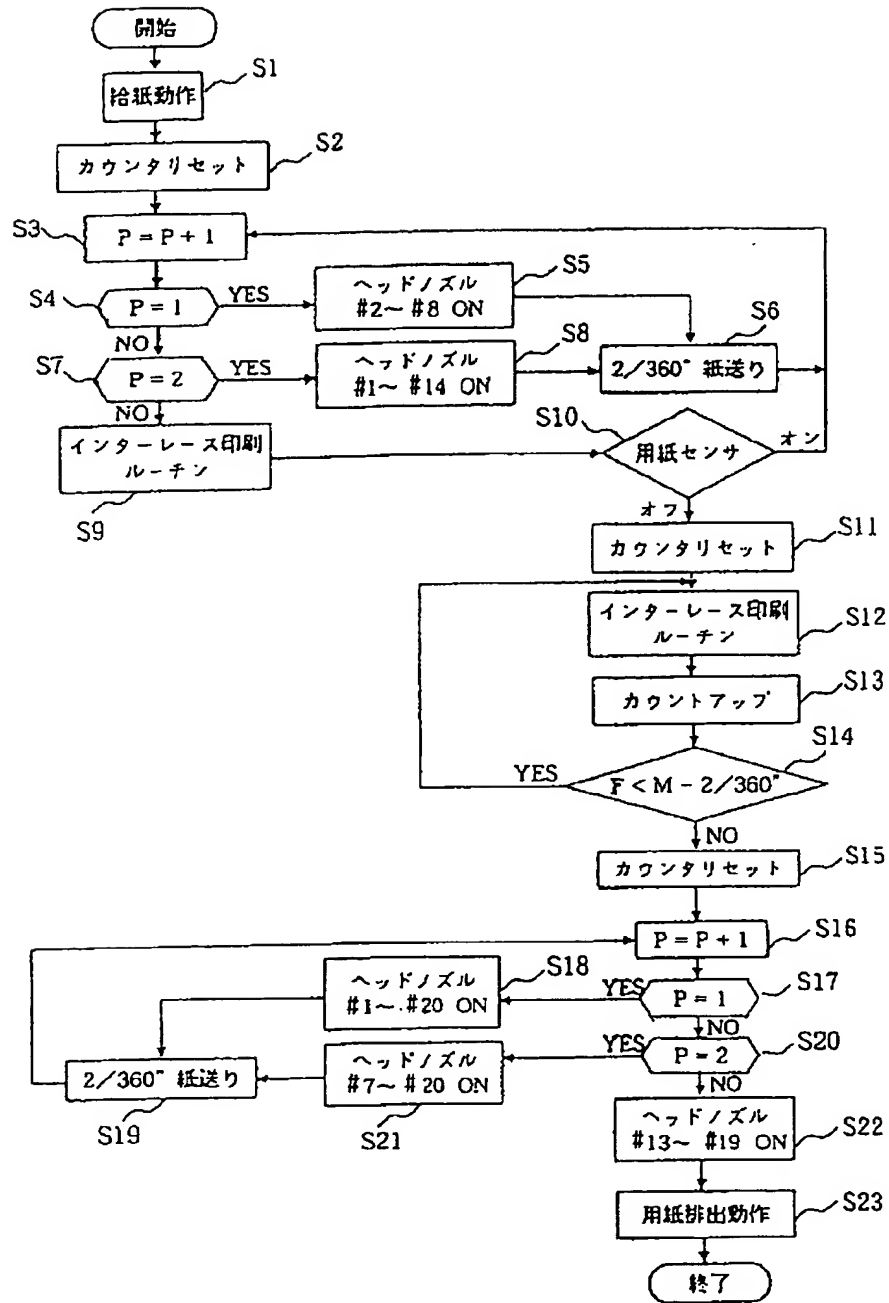 開始
S1
給紙動作
S2
カウンタリセット
S3
P = P + 1
S4
P = 1
YES
NO
S5
ヘッドノズル
#2～ #8 ON
S6
2/360" 紙送り
S7
P = 2
YES
NO
S8
ヘッドノズル
#1～ #14 ON
S9
インターレース印刷
ルーチン
S10
用紙センサ
オン
オフ
S11
カウンタリセット
S12
インターレース印刷
ルーチン
S13
カウントアップ
S14
F < M - 2/360"
YES
NO
S15
カウンタリセット
S16
P = P + 1
S17
P = 1
YES
NO
S18
ヘッドノズル
#1～ #20 ON
S19
2/360" 紙送り
S20
P = 2
YES
NO
S21
ヘッドノズル
#7～ #20 ON
S22
ヘッドノズル
#13～ #19 ON
S23
用紙排出動作
終了